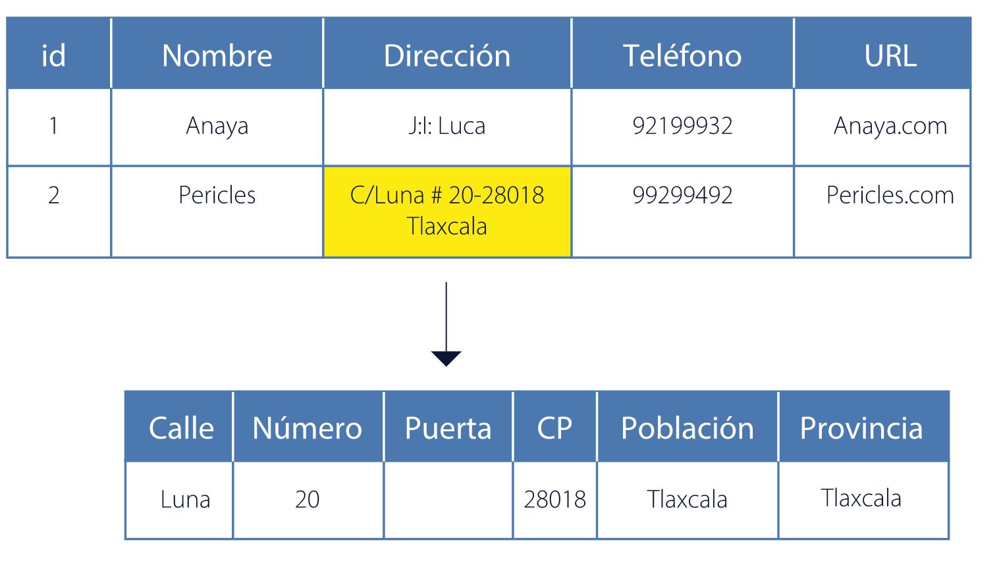 id Nombre Dirección Teléfono URL
1 Anaya J:I: Luca 92199932 Anaya.com
2 Pericles C/Luna # 20-28018 99299492 Pericles.com
Tlaxcala
Calle Número Puerta CP Población Provincia
Luna 20 28018 Tlaxcala Tlaxcala